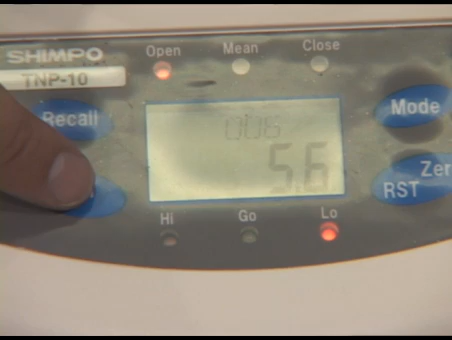 SHIMPO
TNP-10
Open Mean Close
Recall
Mode
006
5.6
Zer
RST
Hi Go Lo